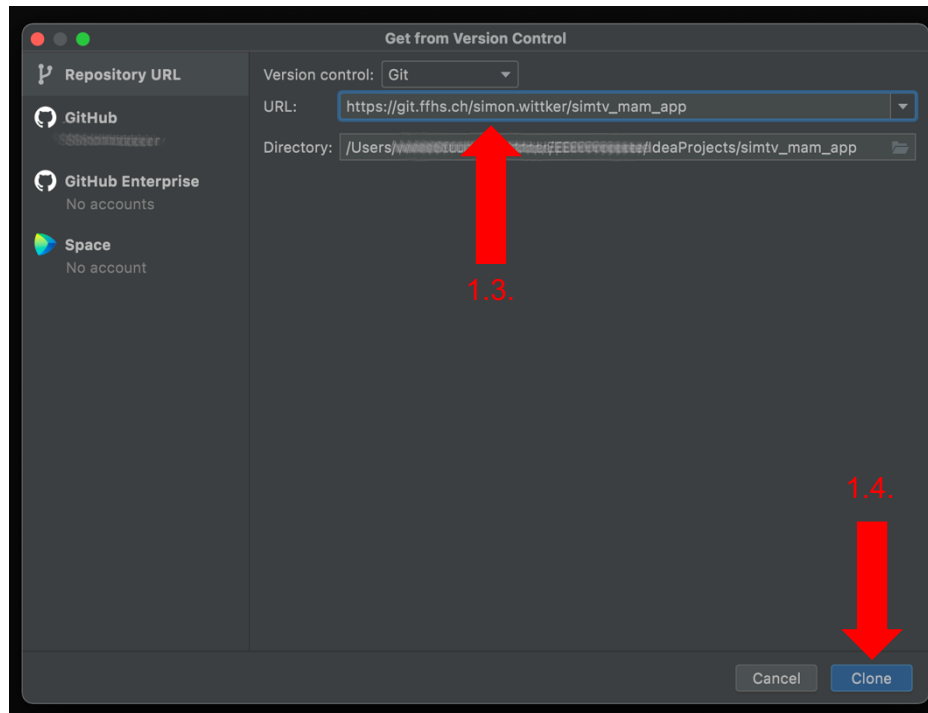 Get from Version Control
Repository URL
Version control: Git
URL: https://git.ffhs.ch/simon.wittker/simtv_mam_app
GitHub
Directory: /Users/ /IdeaProjects/simtv_mam_app
GitHub Enterprise
No accounts
Space
No account
1.3.
1.4.
Cancel
Clone